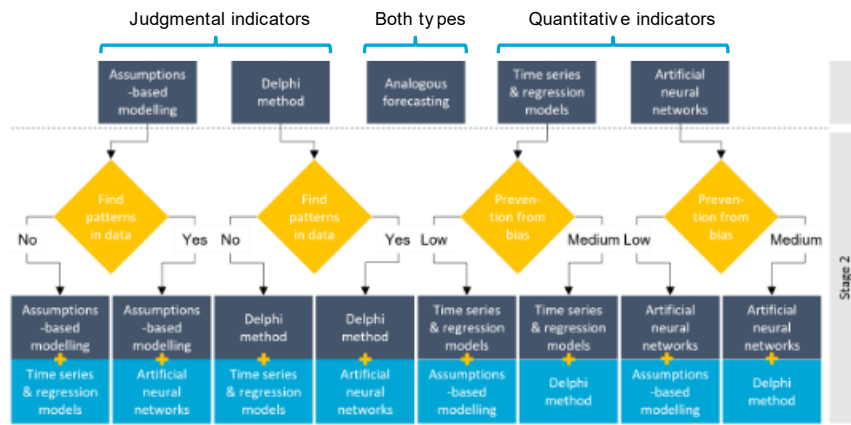 Judgmental indicators
Both types
Quantitative indicators
Assumptions
-based
modelling
Delphi
method
Analogous
forecasting
Time series
& regression
models
Artificial
neural
networks
Find
patterns
in data
Find
patterns
in data
Preven-
tion from
bias
Preven-
tion from
bias
No
Yes
No
Yes
Low
Medium
Low
Medium
Stage 2
Assumptions
-based
modelling
+
Time series
& regression
models
Assumptions
-based
modelling
+
Artificial
neural
networks
Delphi
method
+
Time series
& regression
models
Delphi
method
+
Artificial
neural
networks
Time series
& regression
models
+
Assumptions
-based
modelling
Time series
& regression
models
+
Delphi
method
Artificial
neural
networks
+
Assumptions
-based
modelling
Artificial
neural
networks
+
Delphi
method